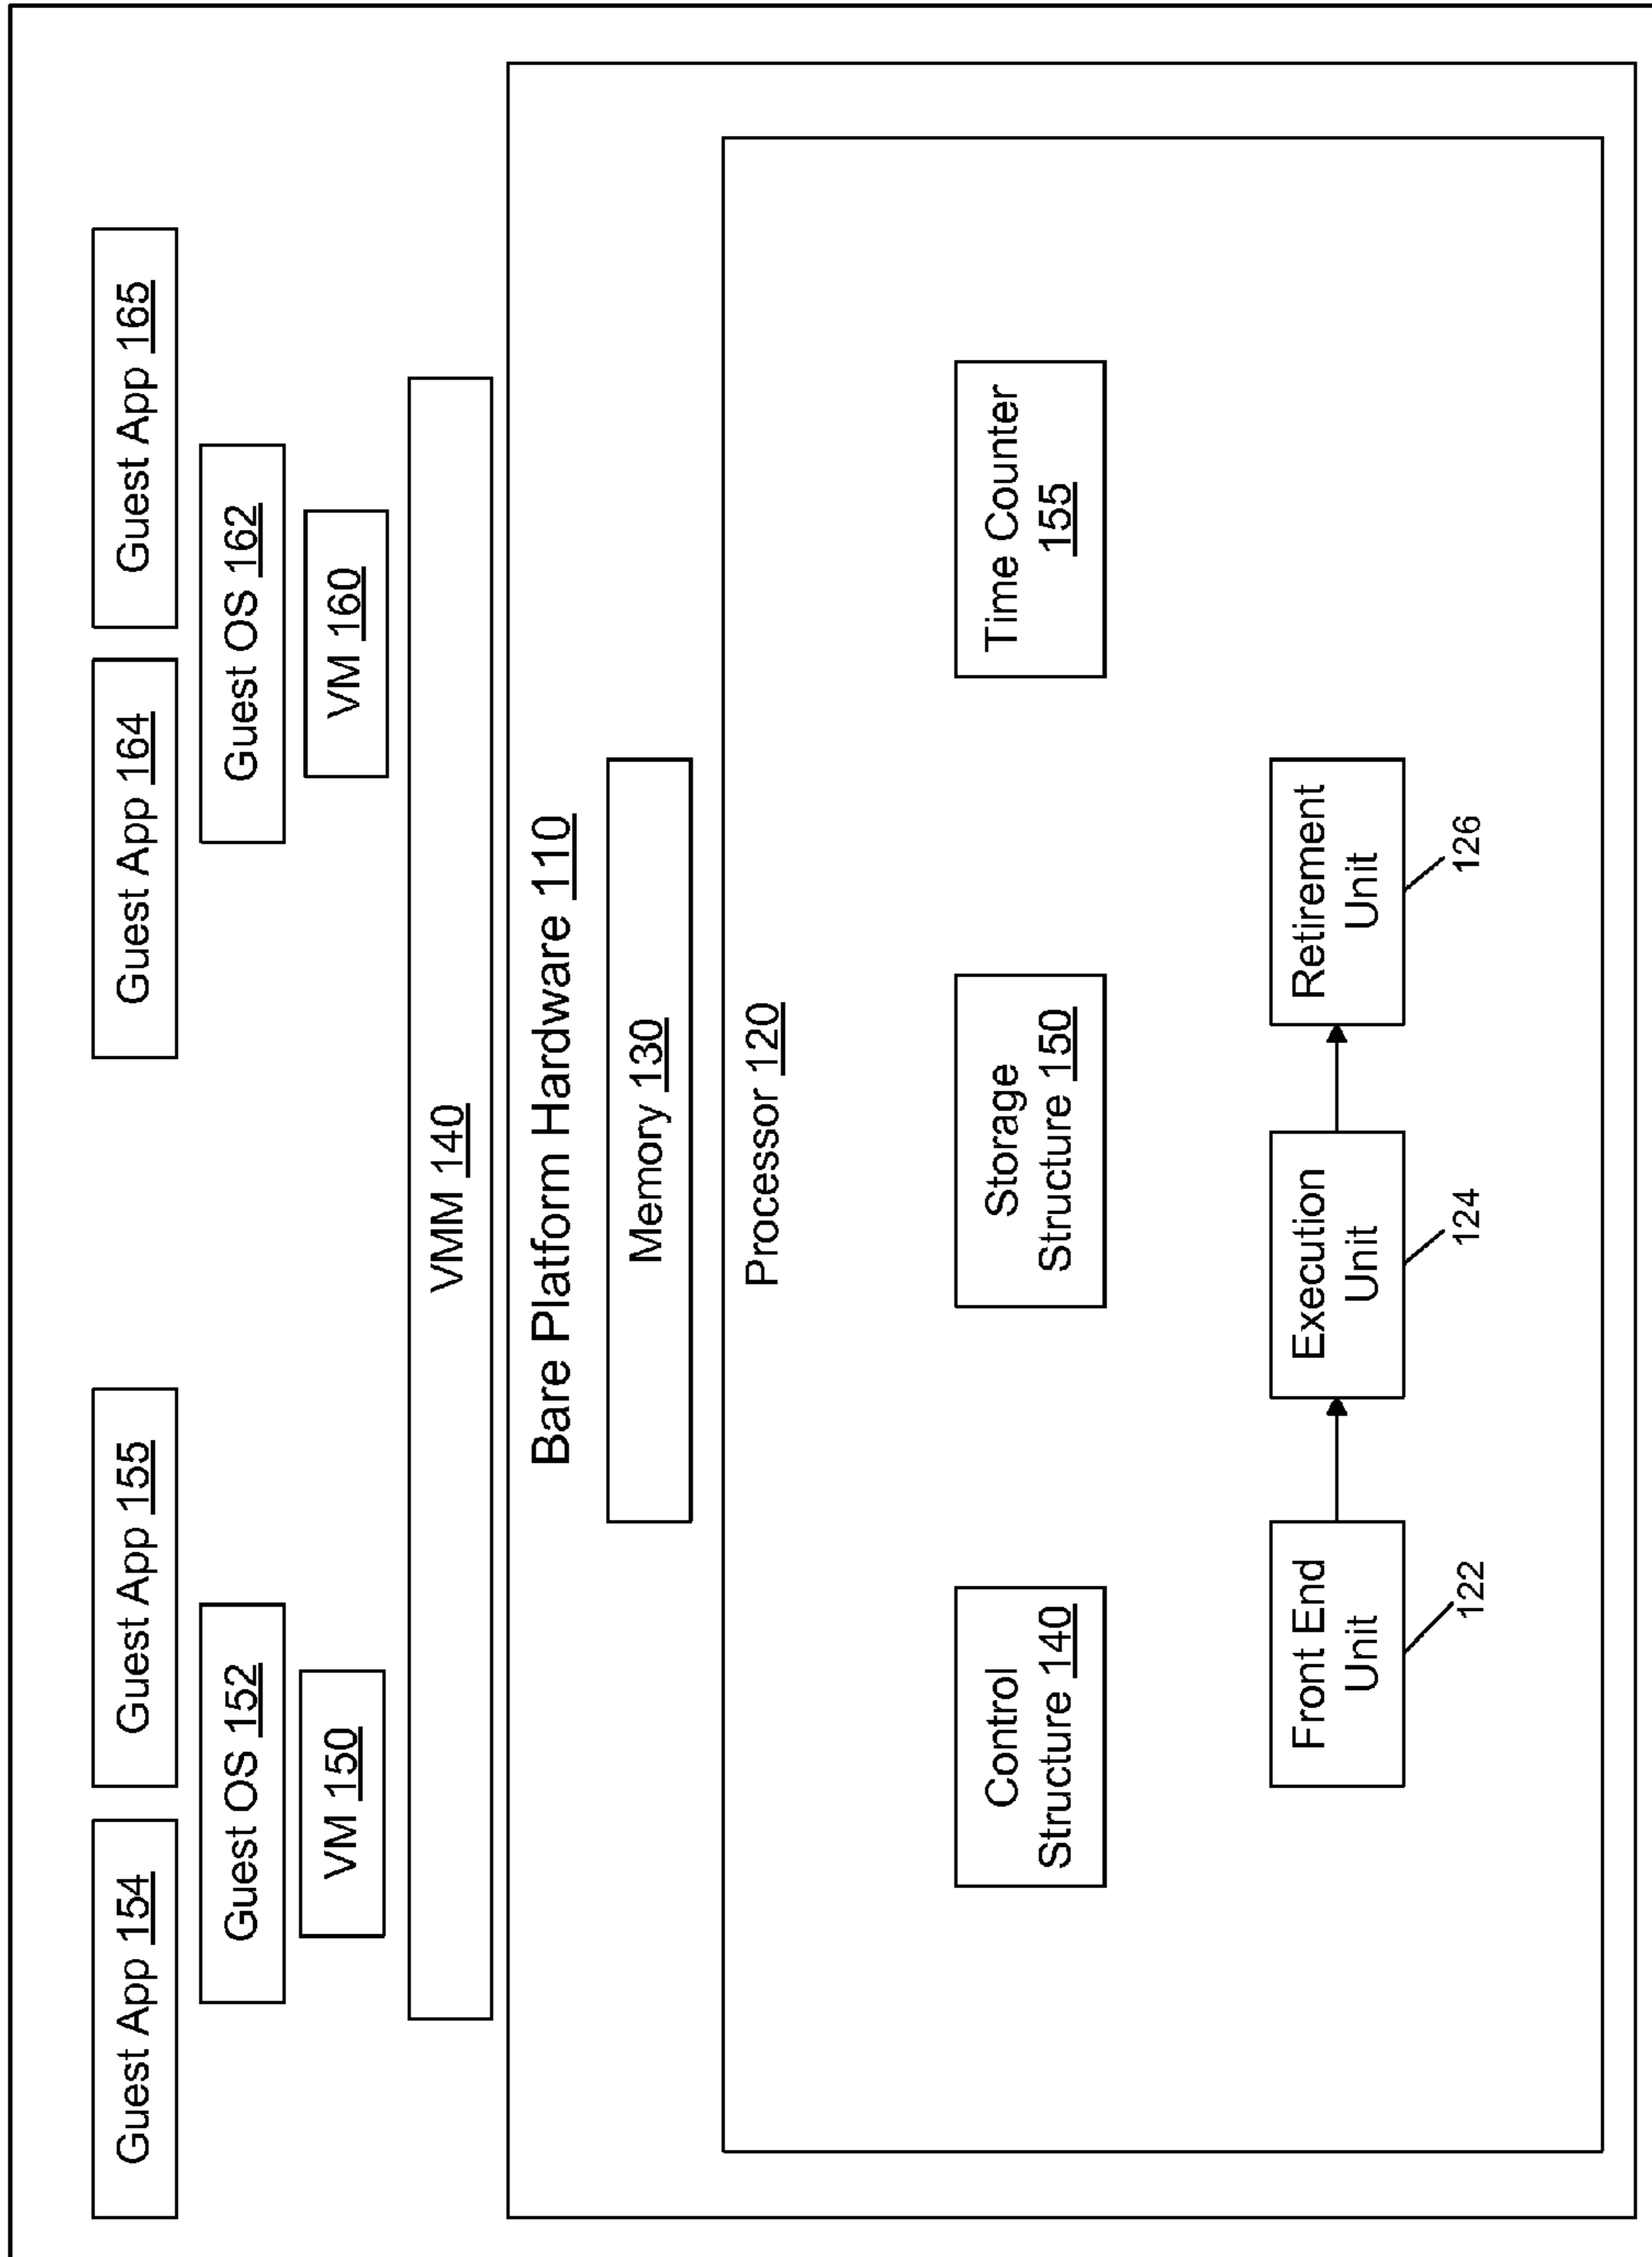 Guest App 154
Guest App 155
Guest App 164
Guest App 165
Guest OS 152
Guest OS 162
VM 150
VM 160
VMM 140
Bare Platform Hardware 110
Memory 130
Processor 120
Control
Structure 140
Storage
Structure 150
Time Counter
155
Front End
Unit
122
Execution
Unit
124
Retirement
Unit
126